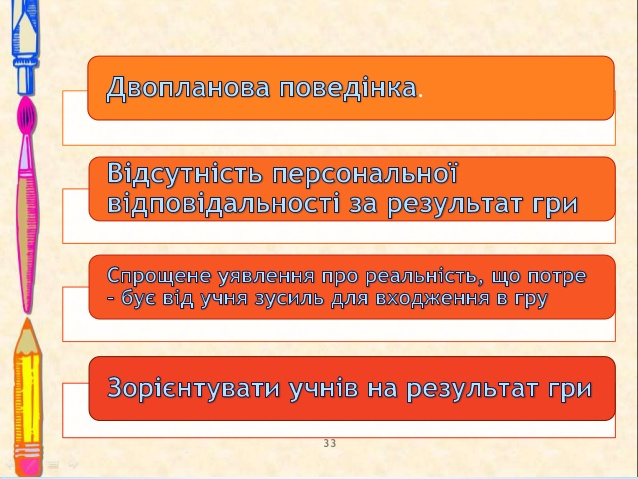 Двопланова поведінка.
Відсутність персональної
відповідальності за результат гри
Спрощене уявлення про реальність, що потре
- бує від учня зусиль для входження в гру
Зорієнтувати учнів на результат гри
33